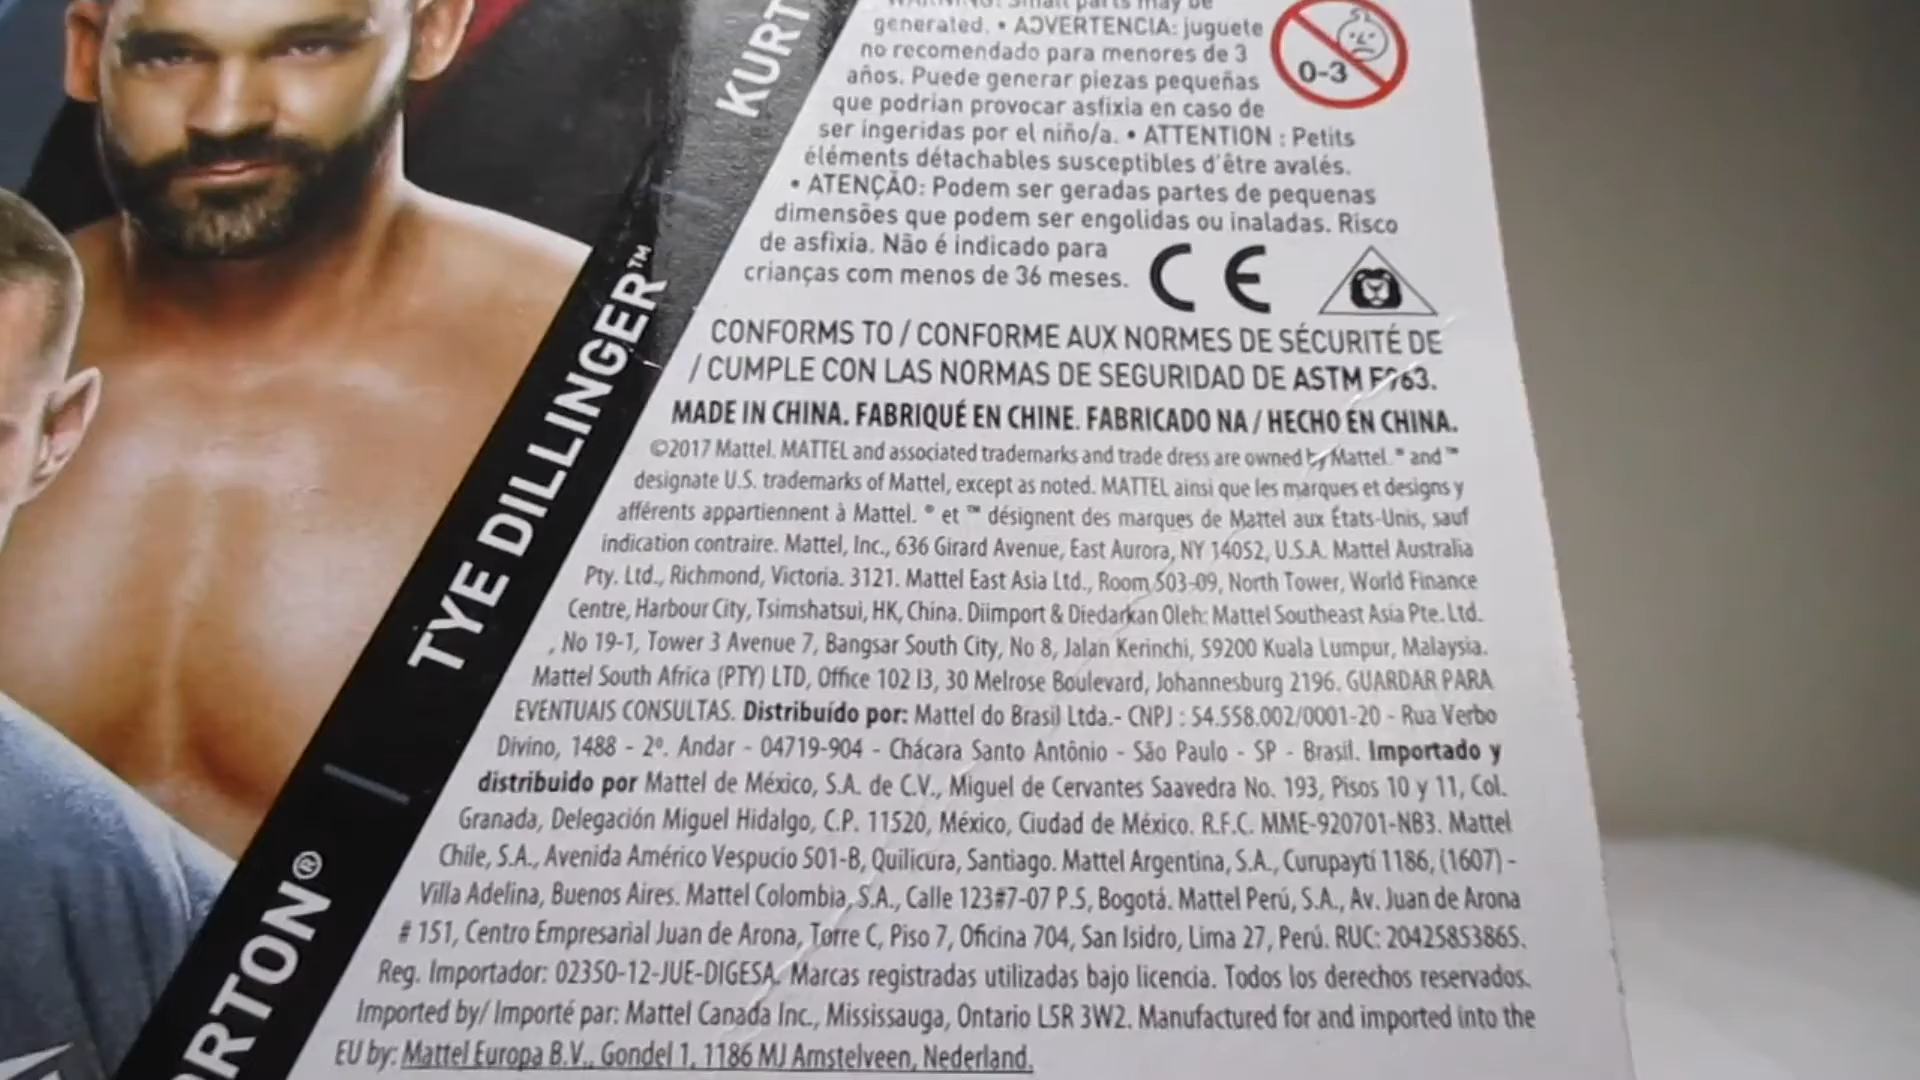 WARNING: Small parts may be
generated. • ADVERTENCIA: juguete
no recomendado para menores de 3
años. Puede generar piezas pequeñas
que podrian provocar asfixia en caso de
ser ingeridas por el niño/a. • ATTENTION : Petits
éléments détachables susceptibles d'être avalés.
• ATENÇÃO: Podem ser geradas partes de pequenas
dimensões que podem ser engolidas ou inaladas. Risco
de asfixia. Não é indicado para
crianças com menos de 36 meses.
0-3
CE
CONFORMS TO / CONFORME AUX NORMES DE SÉCURITÉ DE
/ CUMPLE CON LAS NORMAS DE SEGURIDAD DE ASTM F963.
MADE IN CHINA. FABRIQUÉ EN CHINE. FABRICADO NA / HECHO EN CHINA.
©2017 Mattel. MATTEL and associated trademarks and trade dress are owned by Mattel. ® and ™
designate U.S. trademarks of Mattel, except as noted. MATTEL ainsi que les marques et designs y
afférents appartiennent à Mattel. ® et ™ désignent des marques de Mattel aux États-Unis, sauf
indication contraire. Mattel, Inc., 636 Girard Avenue, East Aurora, NY 14052, U.S.A. Mattel Australia
Pty. Ltd., Richmond, Victoria. 3121. Mattel East Asia Ltd., Room 503-09, North Tower, World Finance
Centre, Harbour City, Tsimshatsui, HK, China. Diimport & Diedarkan Oleh: Mattel Southeast Asia Pte. Ltd.
, No 19-1, Tower 3 Avenue 7, Bangsar South City, No 8, Jalan Kerinchi, 59200 Kuala Lumpur, Malaysia.
Mattel South Africa (PTY) LTD, Office 102 I3, 30 Melrose Boulevard, Johannesburg 2196. GUARDAR PARA
EVENTUAIS CONSULTAS. Distribuído por: Mattel do Brasil Ltda.- CNPJ : 54.558.002/0001-20 - Rua Verbo
Divino, 1488 - 2º. Andar - 04719-904 - Chácara Santo Antônio - São Paulo - SP - Brasil. Importado y
distribuido por Mattel de México, S.A. de C.V., Miguel de Cervantes Saavedra No. 193, Pisos 10 y 11, Col.
Granada, Delegación Miguel Hidalgo, C.P. 11520, México, Ciudad de México. R.F.C. MME-920701-NB3. Mattel
Chile, S.A., Avenida Américo Vespucio 501-B, Quilicura, Santiago. Mattel Argentina, S.A., Curupaytí 1186, (1607) -
Villa Adelina, Buenos Aires. Mattel Colombia, S.A., Calle 123#7-07 P.5, Bogotá. Mattel Perú, S.A., Av. Juan de Arona
# 151, Centro Empresarial Juan de Arona, Torre C, Piso 7, Oficina 704, San Isidro, Lima 27, Perú. RUC: 20425853865.
Reg. Importador: 02350-12-JUE-DIGESA. Marcas registradas utilizadas bajo licencia. Todos los derechos reservados.
Imported by/ Importé par: Mattel Canada Inc., Mississauga, Ontario L5R 3W2. Manufactured for and imported into the
EU by: Mattel Europa B.V., Gondel 1, 1186 MJ Amstelveen, Nederland.
KURT
TYE DILLINGER™
ORTON®